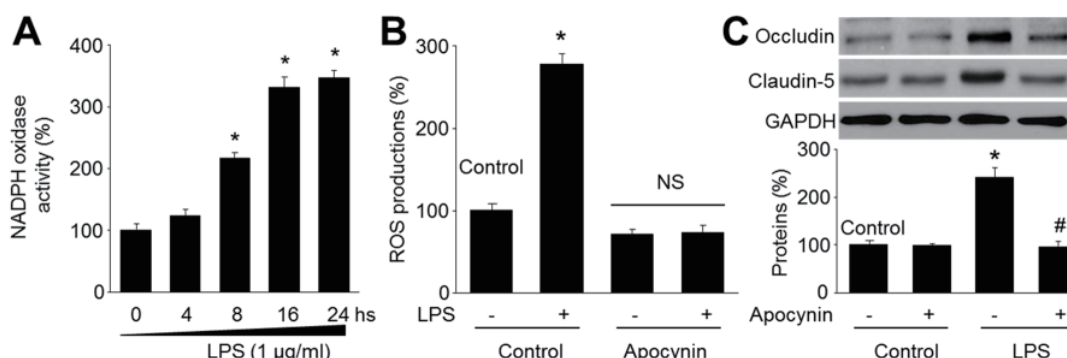 A
NADPH oxidase
activity (%)
400
300
200
100
0
*
*
*
0 4 8 16 24 hs
LPS (1 μg/ml)
B
ROS productions (%)
300
200
100
0
Control
*
NS
LPS - + - +
Control Apocynin
C
Occludin
Claudin-5
GAPDH
Proteins (%)
300
200
100
0
Control
*
#
Apocynin - + - +
Control LPS